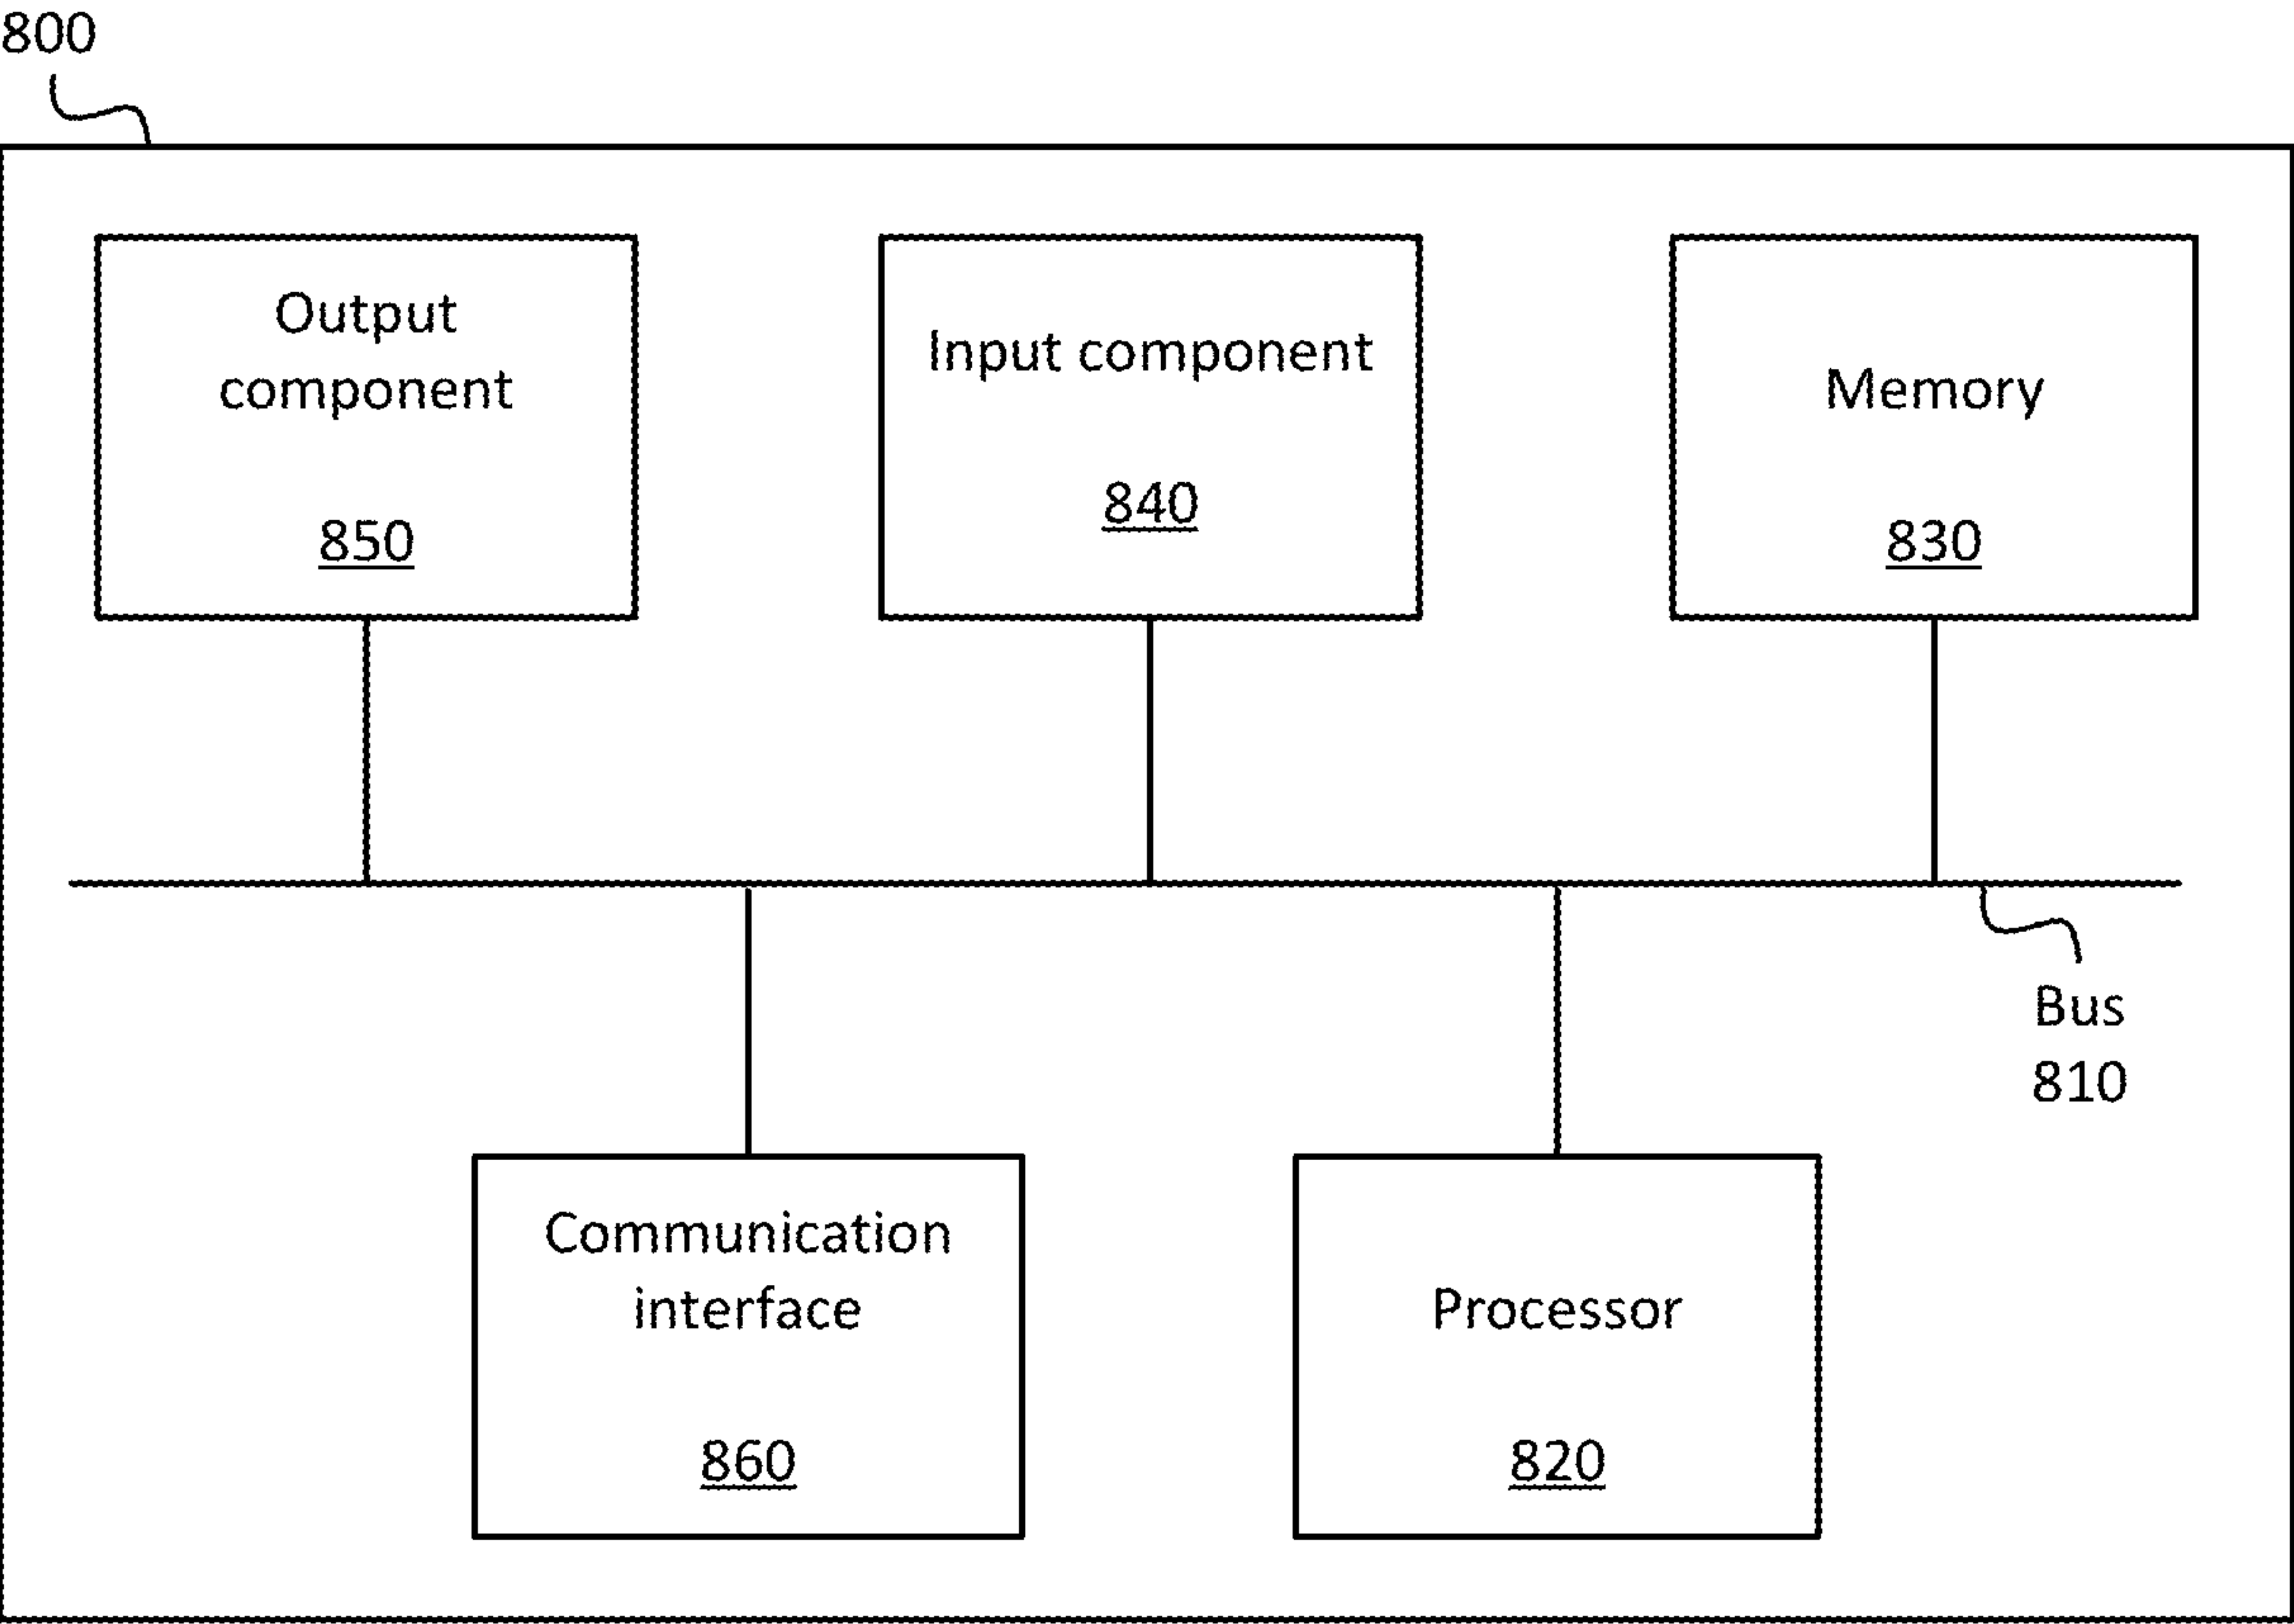 800
Output
component
850
Input component
840
Memory
830
Bus
810
Communication
interface
860
Processor
820